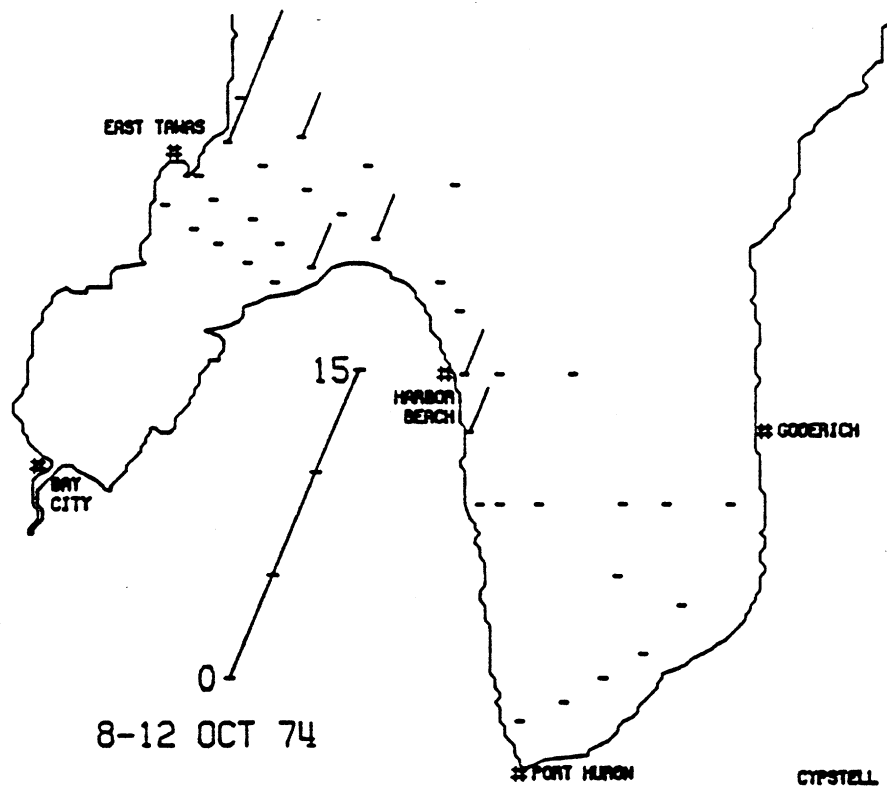 EAST TAWAS
#
15
#
HARBOR
BEACH
# GODERICH
#
BAY
CITY
0
8-12 OCT 74
# PORT HURON
CYPSTELL